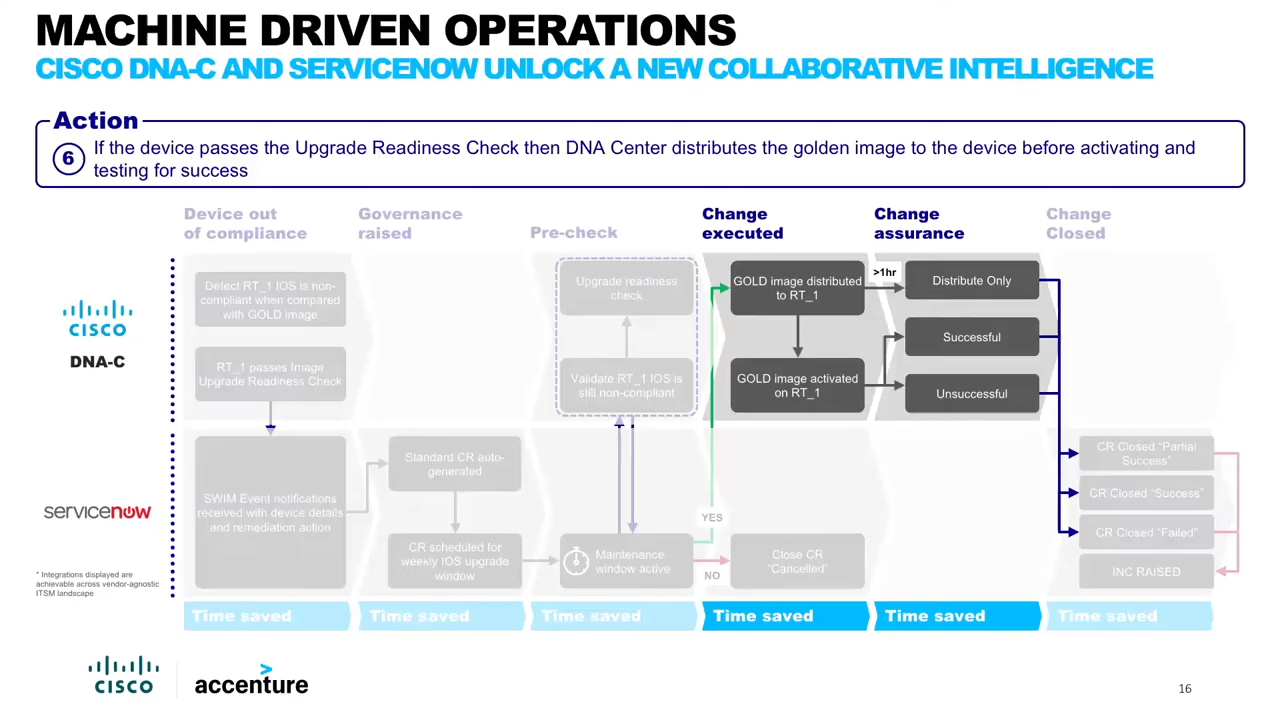 MACHINE DRIVEN OPERATIONS
CISCO DNA-C AND SERVICENOW UNLOCK A NEW COLLABORATIVE INTELLIGENCE
Action
6
If the device passes the Upgrade Readiness Check then DNA Center distributes the golden image to the device before activating and
testing for success
Device out
of compliance
Governance
raised
Pre-check
Change
executed
Change
assurance
Change
Closed
CISCO
DNA-C
Detect RT_1 IOS is non-
compliant when compared
with GOLD image
RT_1 passes Image
Upgrade Readiness Check
Upgrade readiness
check
Validate RT_1 IOS is
still non-compliant
GOLD image distributed
to RT_1
GOLD image activated
on RT_1
>1hr
Distribute Only
Successful
Unsuccessful
servicenow
SWIM Event notifications
received with device details
and remediation action
Standard CR auto-
generated
CR scheduled for
weekly IOS upgrade
window
Maintenance
window active
YES
NO
Close CR
“Cancelled”
CR Closed “Partial
Success”
CR Closed “Success”
CR Closed “Failed”
INC RAISED
* Integrations displayed are
achievable across vendor-agnostic
ITSM landscape
Time saved
Time saved
Time saved
Time saved
Time saved
Time saved
CISCO
accenture
16